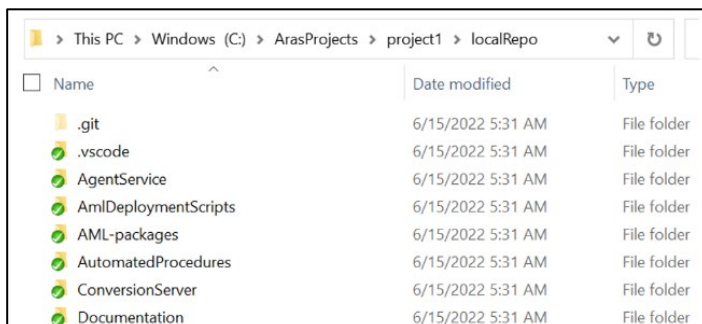 This PC > Windows (C:) > ArasProjects > project1 > localRepo
Name Date modified Type
.git 6/15/2022 5:31 AM File folder
.vscode 6/15/2022 5:31 AM File folder
AgentService 6/15/2022 5:31 AM File folder
AmlDeploymentScripts 6/15/2022 5:31 AM File folder
AML-packages 6/15/2022 5:31 AM File folder
AutomatedProcedures 6/15/2022 5:31 AM File folder
ConversionServer 6/15/2022 5:31 AM File folder
Documentation 6/15/2022 5:31 AM File folder